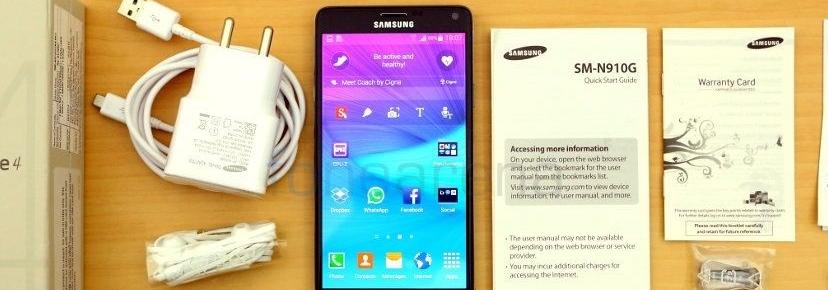 e 4
SAMSUNG
19:07
Be active and
healthy!
Meet Coach by Cigna
Cigna
T
Dropbox
WhatsApp
Facebook
Social
Phone
Contacts
Messages
Internet
Apps
SAMSUNG
SM-N910G
Quick Start Guide
Accessing more information
On your device, open the web browser
and select the bookmark for the user
manual from the bookmarks list.
Visit www.samsung.com to view device
information, the user manual, and more.
• The user manual may not be available
depending on the web browser or service
provider.
• You may incur additional charges for
accessing the Internet.
SAMSUNG
Warranty Card
Please read this booklet carefully
and retain for future reference.